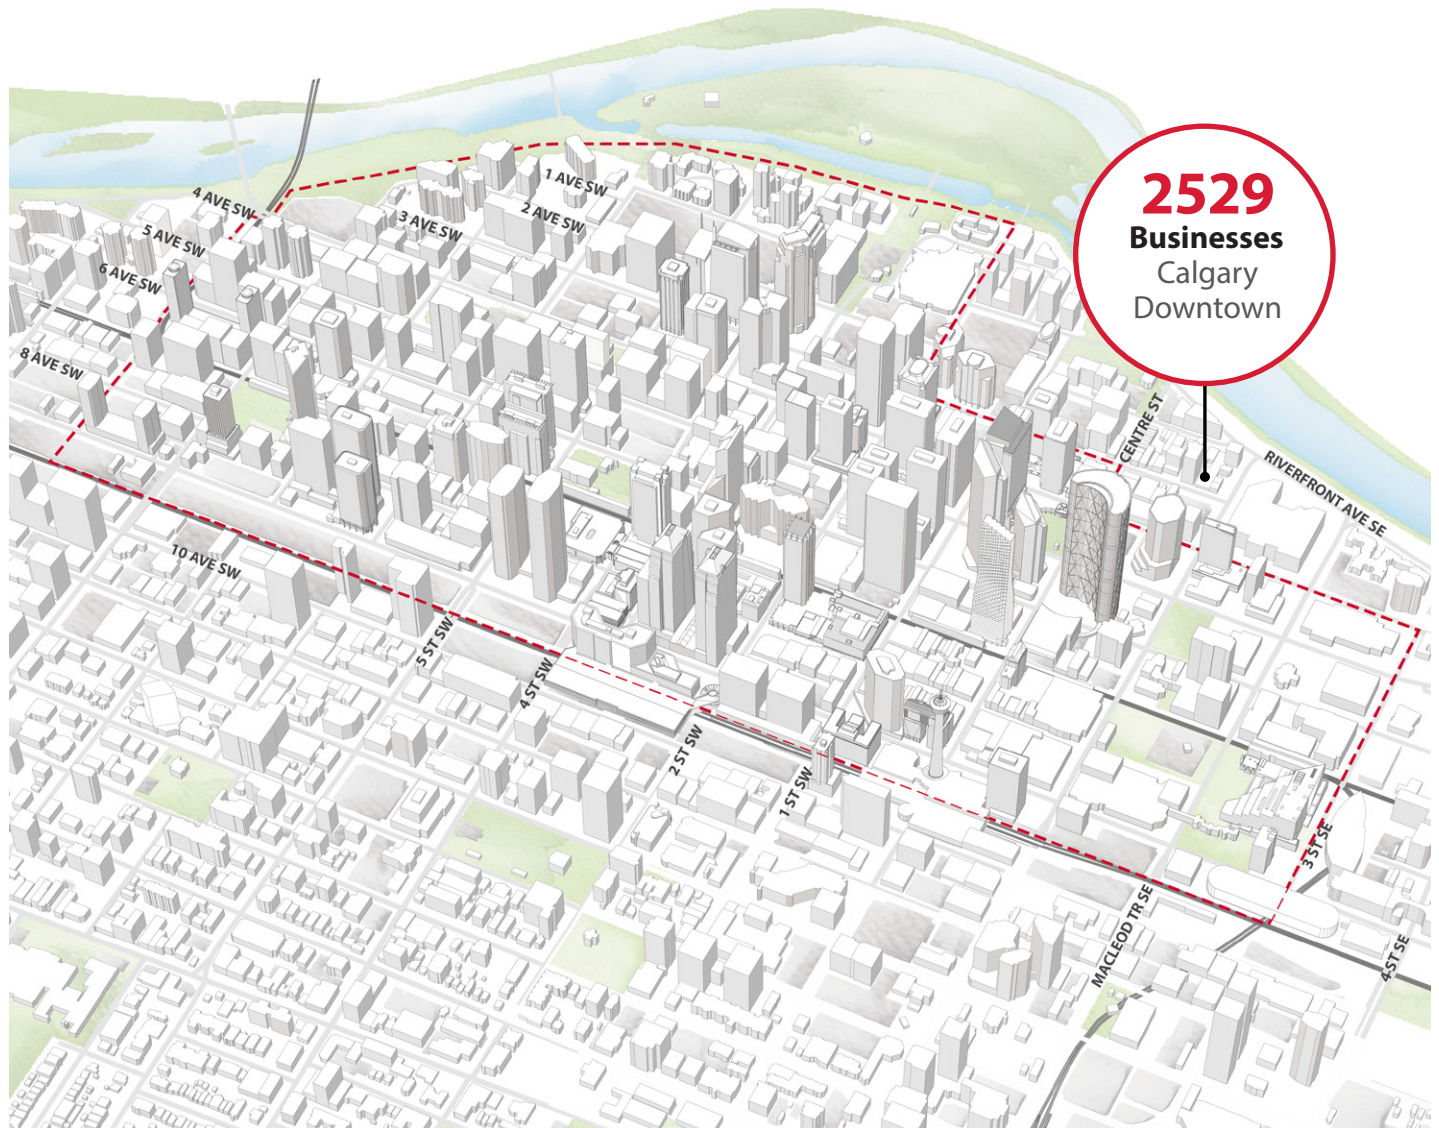 2529
Businesses
Calgary
Downtown
1 AVE SW
4 AVE SW
2 AVE SW
3 AVE SW
5 AVE SW
6 AVE SW
8 AVE SW
CENTRE ST
RIVERFRONT AVE SE
10 AVE SW
5 ST SW
4 ST SW
2 ST SW
1 ST SW
3 ST SE
MACLEOD TR SE
4 ST SE